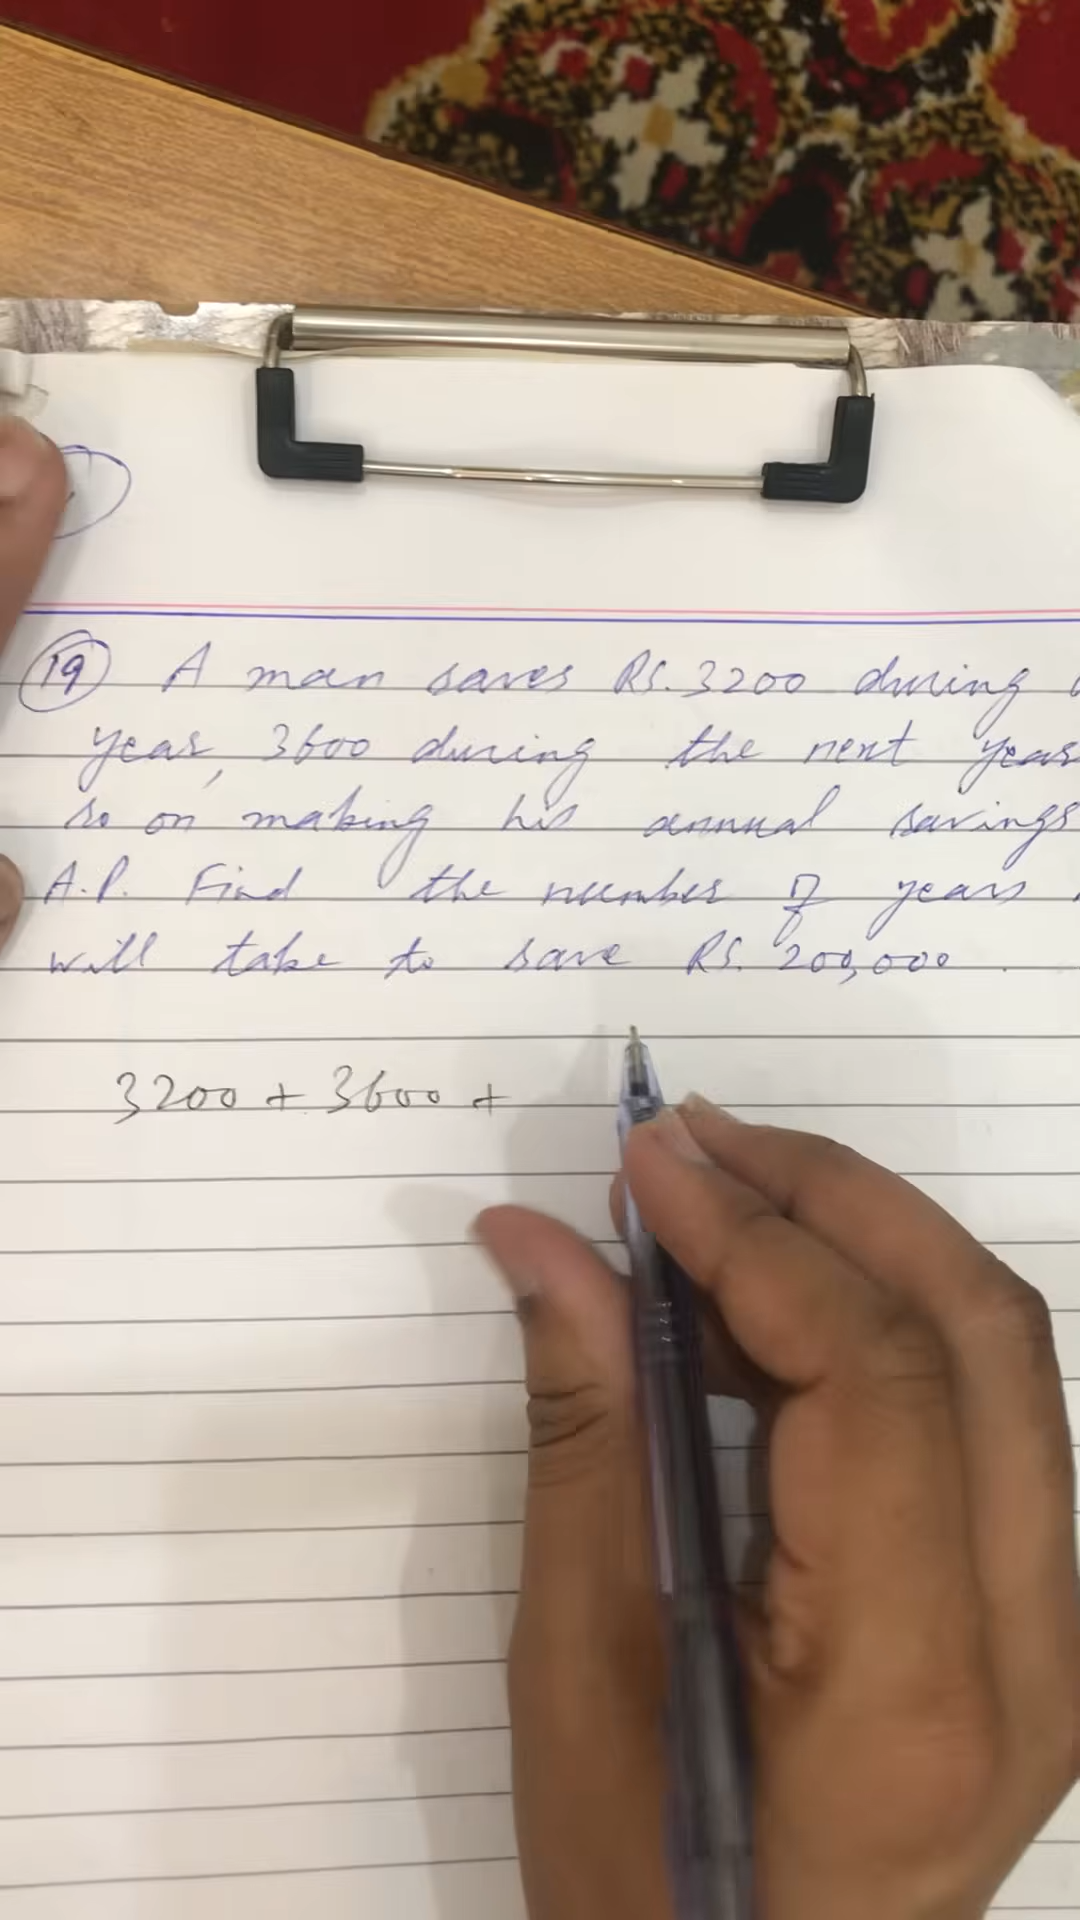 19 A man saves Rs. 3200 during
year, 3600 during the next year
so on making his annual savings
A.P. Find the number of years
will take to save Rs. 200,000.
3200 + 3600 +